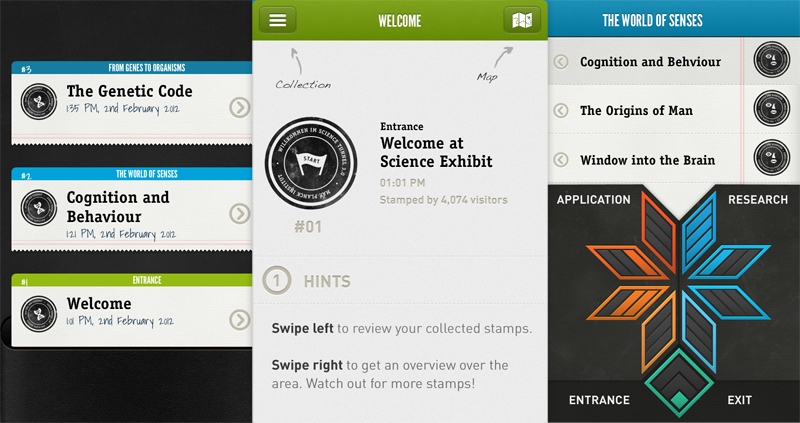 #3
FROM GENES TO ORGANISMS
The Genetic Code
1:35 PM, 2nd February 2012
#2
THE WORLD OF SENSES
Cognition and
Behaviour
1:21 PM, 2nd February 2012
#1
ENTRANCE
Welcome
1:01 PM, 2nd February 2012
WELCOME
Collection
Map
WILLKOMMEN IM SCIENCE TUNNEL 3.0
START
MAX PLANCK INSTITUT
#01
Entrance
Welcome at
Science Exhibit
01:01 PM
Stamped by 4,074 visitors
1
HINTS
Swipe left to review your collected stamps.
Swipe right to get an overview over the
area. Watch out for more stamps!
THE WORLD OF SENSES
Cognition and Behviour
The Origins of Man
Window into the Brain
APPLICATION
RESEARCH
ENTRANCE
EXIT